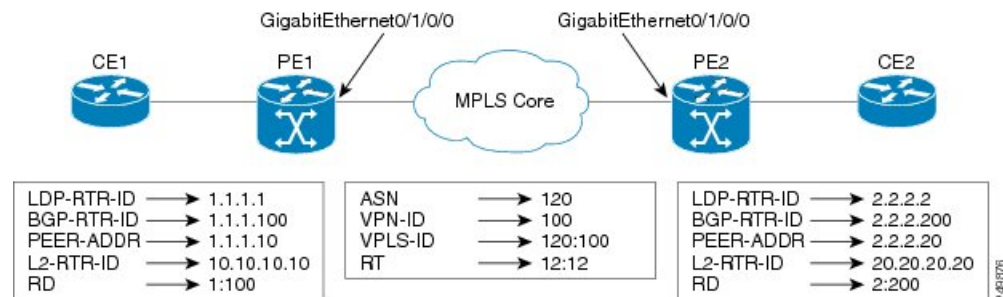 GigabitEthernet0/1/0/0
GigabitEthernet0/1/0/0
CE1
PE1
MPLS Core
PE2
CE2
LDP-RTR-ID 1.1.1.1
BGP-RTR-ID 1.1.1.100
PEER-ADDR 1.1.1.10
L2-RTR-ID 10.10.10.10
RD 1:100
ASN 120
VPN-ID 100
VPLS-ID 120:100
RT 12:12
LDP-RTR-ID 2.2.2.2
BGP-RTR-ID 2.2.2.200
PEER-ADDR 2.2.2.20
L2-RTR-ID 20.20.20.20
RD 2:200